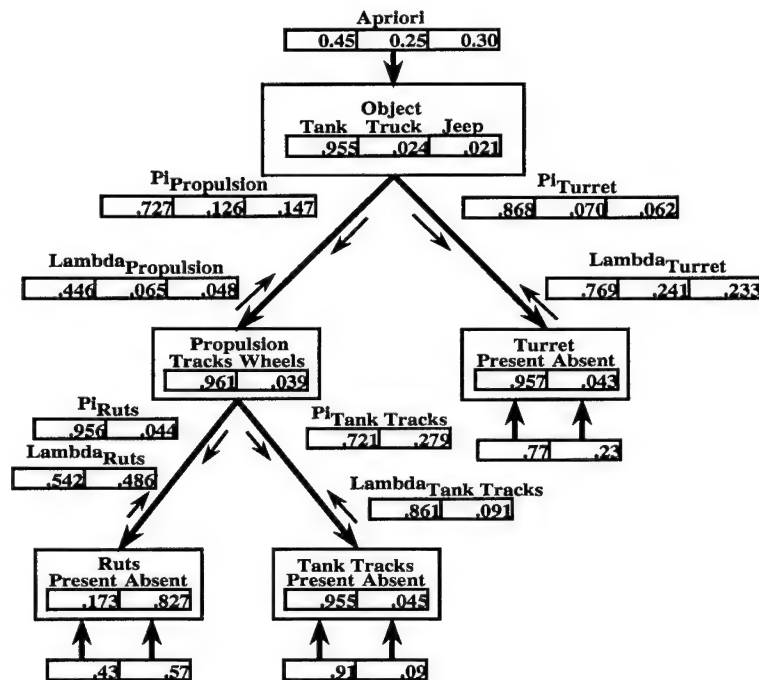 Apriori
0.45 0.25 0.30
Object
Tank Truck Jeep
.955 .024 .021
Pi Propulsion
.727 .126 .147
Pi Turret
.868 .070 .062
Lambda Propulsion
.446 .065 .048
Lambda Turret
.769 .241 .233
Propulsion
Tracks Wheels
.961 .039
Turret
Present Absent
.957 .043
Pi Ruts
.956 .044
Pi Tank Tracks
.721 .279
.77 .23
Lambda Ruts
.542 .486
Lambda Tank Tracks
.861 .091
Ruts
Present Absent
.173 .827
Tank Tracks
Present Absent
.955 .045
.43 .57
.91 .09